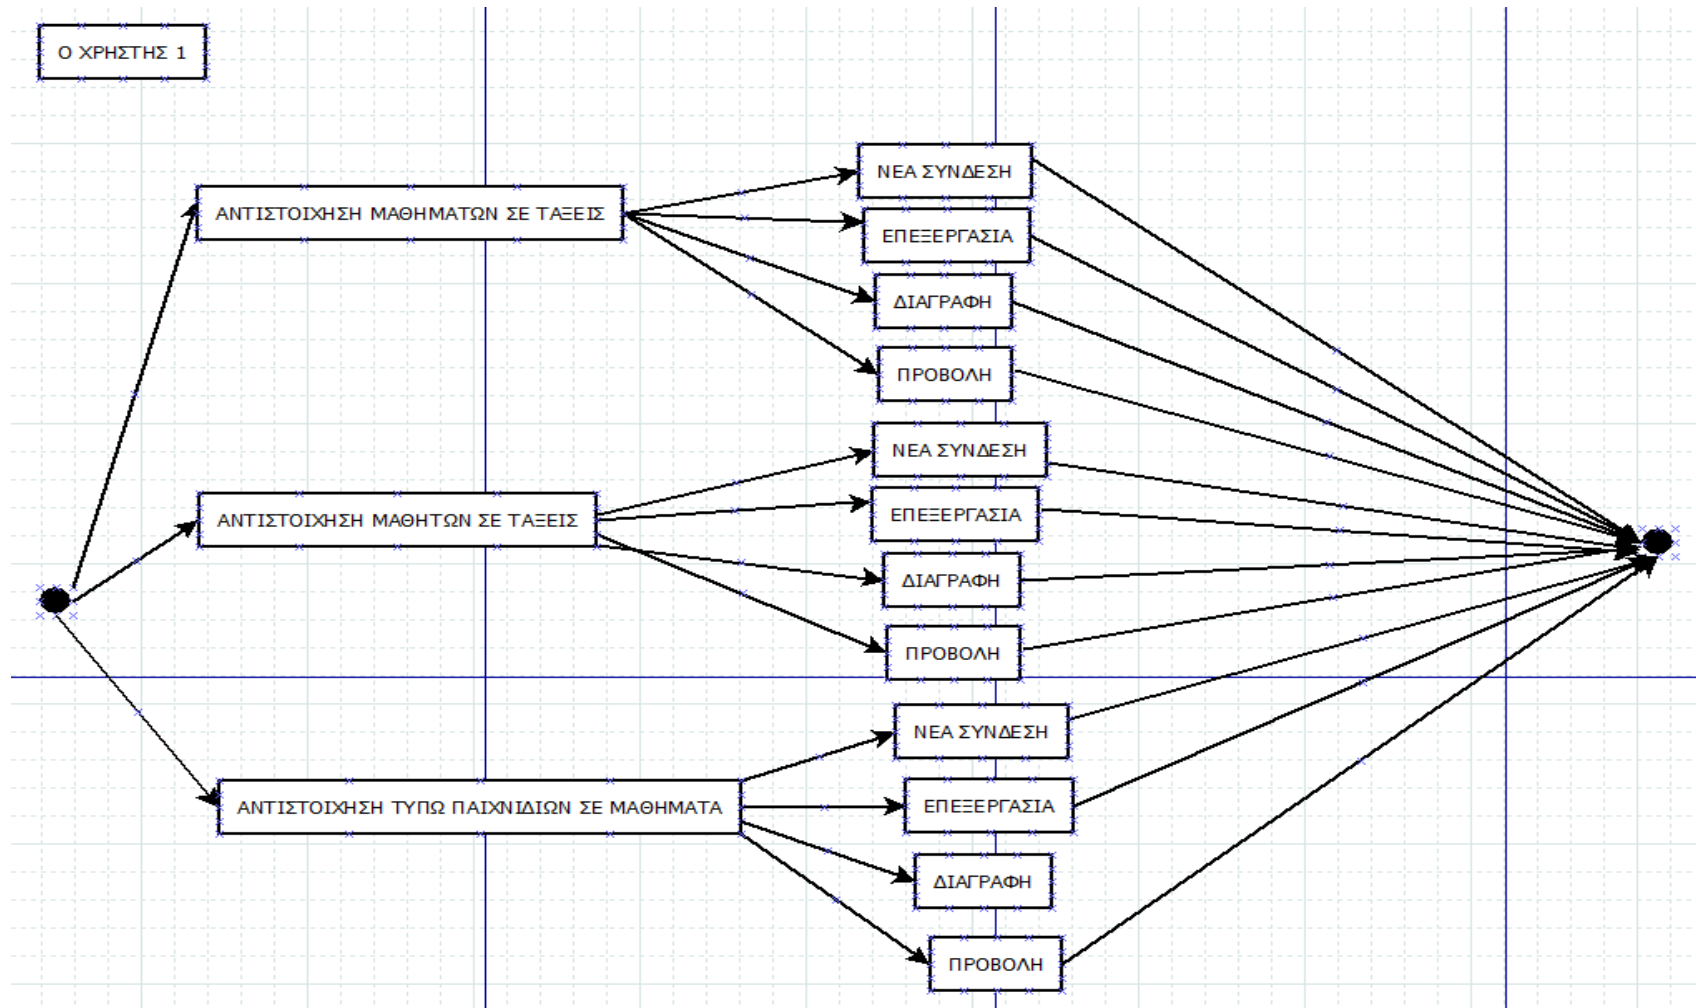 Ο ΧΡΗΣΤΗΣ 1
ΑΝΤΙΣΤΟΙΧΗΣΗ ΜΑΘΗΜΑΤΩΝ ΣΕ ΤΑΞΕΙΣ
ΝΕΑ ΣΥΝΔΕΣΗ
ΕΠΕΞΕΡΓΑΣΙΑ
ΔΙΑΓΡΑΦΗ
ΠΡΟΒΟΛΗ
ΑΝΤΙΣΤΟΙΧΗΣΗ ΜΑΘΗΤΩΝ ΣΕ ΤΑΞΕΙΣ
ΝΕΑ ΣΥΝΔΕΣΗ
ΕΠΕΞΕΡΓΑΣΙΑ
ΔΙΑΓΡΑΦΗ
ΠΡΟΒΟΛΗ
ΑΝΤΙΣΤΟΙΧΗΣΗ ΤΥΠΩ ΠΑΙΧΝΙΔΙΩΝ ΣΕ ΜΑΘΗΜΑΤΑ
ΝΕΑ ΣΥΝΔΕΣΗ
ΕΠΕΞΕΡΓΑΣΙΑ
ΔΙΑΓΡΑΦΗ
ΠΡΟΒΟΛΗ